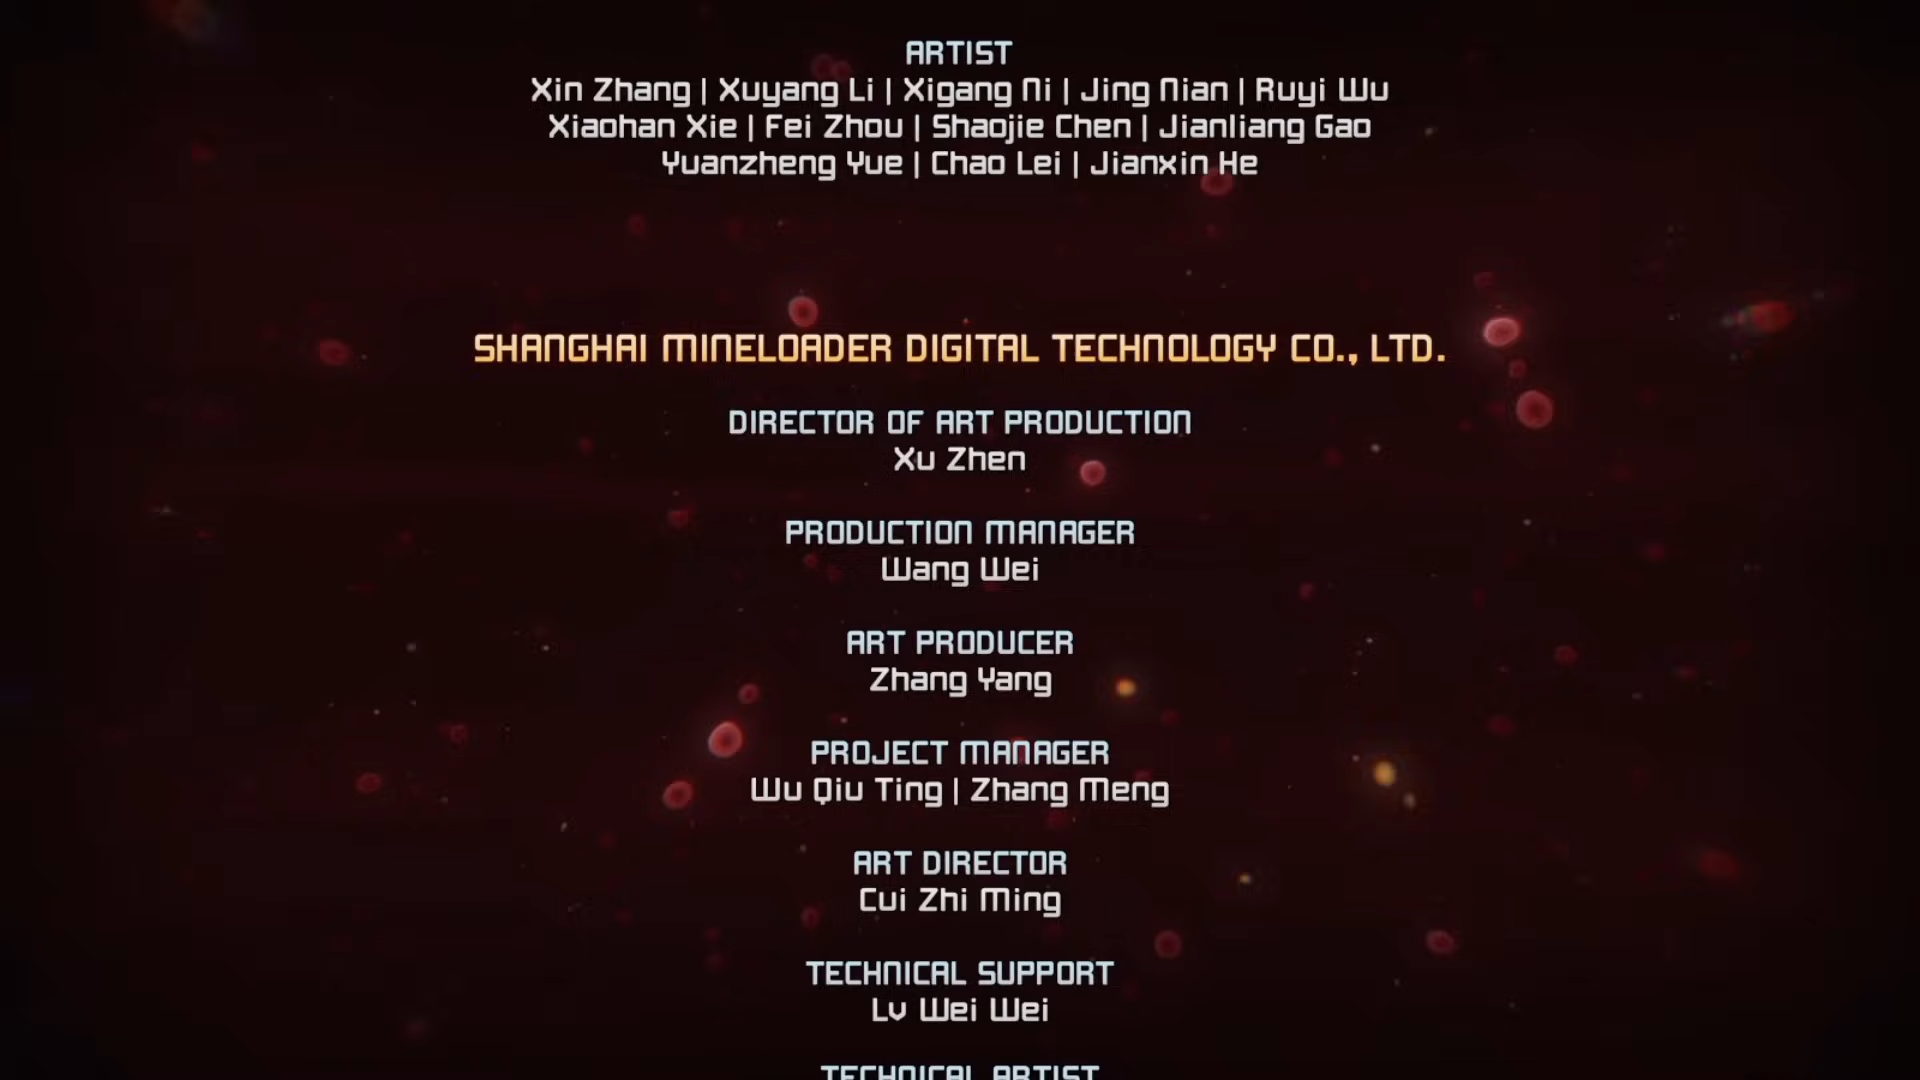 ARTIST
Xin Zhang | Xuyang Li | Xigang Ni | Jing Nian | Ruyi Wu
Xiaohan Xie | Fei Zhou | Shaojie Chen | Jianliang Gao
Yuanzheng Yue | Chao Lei | Jianxin He
SHANGHAI MINELOADER DIGITAL TECHNOLOGY CO., LTD.
DIRECTOR OF ART PRODUCTION
Xu Zhen
PRODUCTION MANAGER
Wang Wei
ART PRODUCER
Zhang Yang
PROJECT MANAGER
Wu Qiu Ting | Zhang Meng
ART DIRECTOR
Cui Zhi Ming
TECHNICAL SUPPORT
Lv Wei Wei
TECHNICAL ARTIST